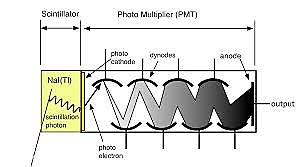 Scintillator
Photo Multiplier (PMT)
photo
cathode
dynodes
anode
NaI(Tl)
output
scintillation
photon
photo
electron